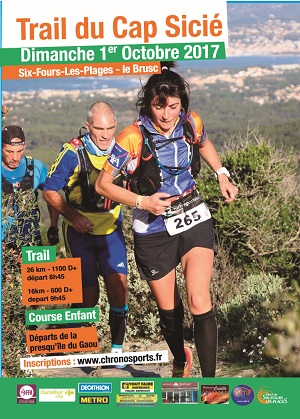 Trail du Cap Sicié
Dimanche 1er Octobre 2017
Six-Fours-Les-Plages - le Brusc
265
Trail
26 km - 1100 D+
départ 8h45
16km - 600 D+
depart 9h45
Course Enfant
Départs de la
presqu'île du Gaou
Inscriptions : www.chronosports.fr
Carrefour
DECATHLON
METRO